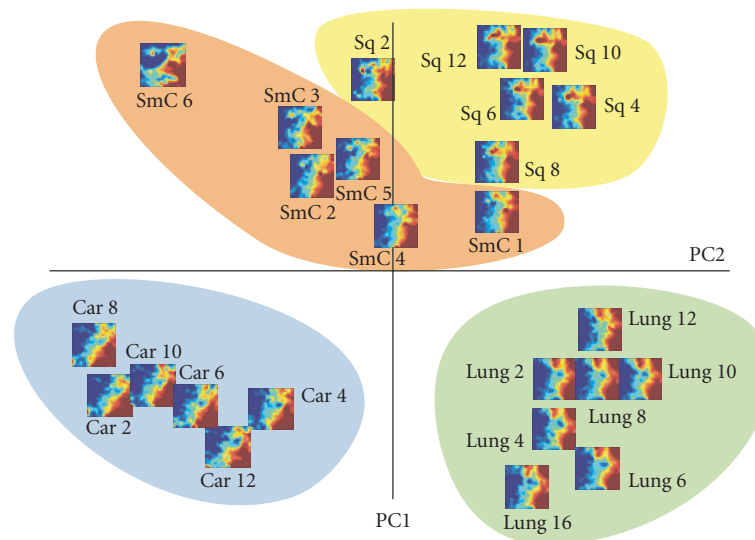 Sq 2
Sq 12
Sq 10
SmC 6
SmC 3
Sq 6
Sq 4
SmC 5
SmC 2
Sq 8
SmC 4
SmC 1
PC2
Car 8
Lung 12
Car 10
Car 6
Lung 2
Lung 10
Car 4
Car 2
Lung 8
Lung 4
Car 12
Lung 6
PC1
Lung 16